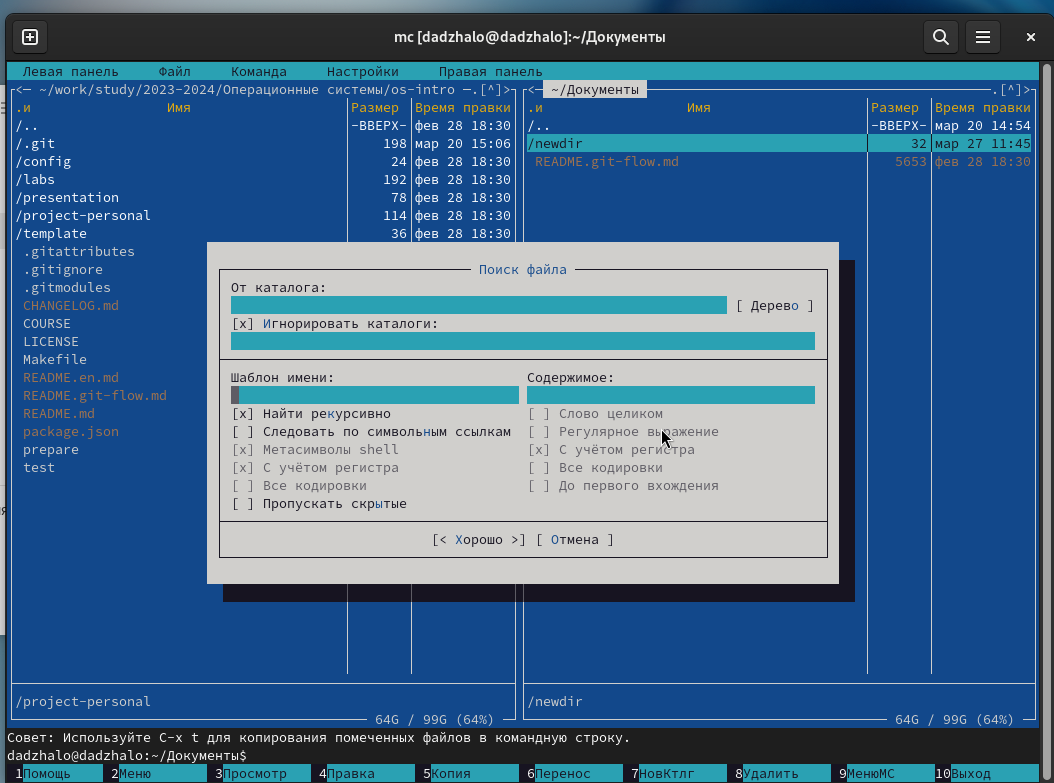 mc [dadzhalo@dadzhalo]:~/Документы
Левая панель Файл Команда Настройки Правая панель
<─ ~/work/study/2023-2024/Операционные системы/os-intro ─.[^]>
.и Имя Размер Время правки
/.. -ВВЕРХ- фев 28 18:30
/.git 198 мар 20 15:06
/config 24 фев 28 18:30
/labs 192 фев 28 18:30
/presentation 78 фев 28 18:30
/project-personal 114 фев 28 18:30
/template 36 фев 28 18:30
.gitattributes
.gitignore
.gitmodules
CHANGELOG.md
COURSE
LICENSE
Makefile
README.en.md
README.git-flow.md
README.md
package.json
prepare
test
/project-personal
64G / 99G (64%)
<─ ~/Документы .[^]>
.и Имя Размер Время правки
/.. -ВВЕРХ- мар 20 14:54
/newdir 32 мар 27 11:45
README.git-flow.md 5653 фев 28 18:30
/newdir
64G / 99G (64%)
Поиск файла
От каталога:
[ Дерево ]
[x] Игнорировать каталоги:
Шаблон имени: Содержимое:
[x] Найти рекурсивно [ ] Слово целиком
[ ] Следовать по символьным ссылкам [ ] Регулярное выражение
[x] Метасимволы shell [x] С учётом регистра
[x] С учётом регистра [ ] Все кодировки
[ ] Все кодировки [ ] До первого вхождения
[ ] Пропускать скрытые
[< Хорошо >] [ Отмена ]
Совет: Используйте C-x t для копирования помеченных файлов в командную строку.
dadzhalo@dadzhalo:~/Документы$
1Помощь 2Меню 3Просмотр 4Правка 5Копия 6Перенос 7НовКтлг 8Удалить 9МенюМС 10Выход